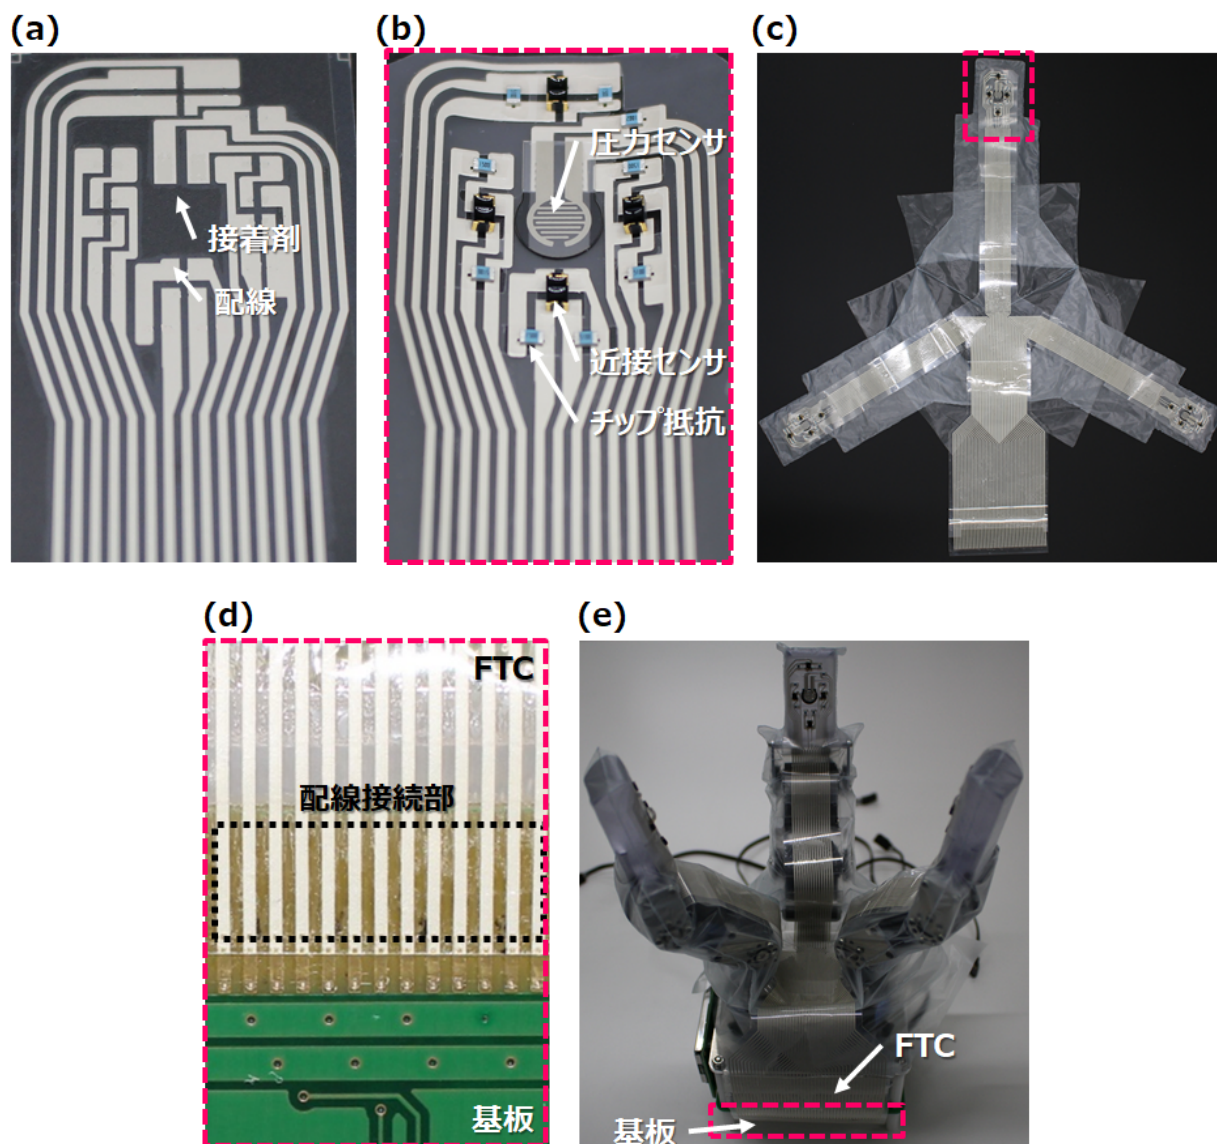 (a)
(b)
(c)
接着剤
配線
圧力センサ
近接センサ
チップ抵抗
(d)
(e)
FTC
配線接続部
基板
FTC
基板